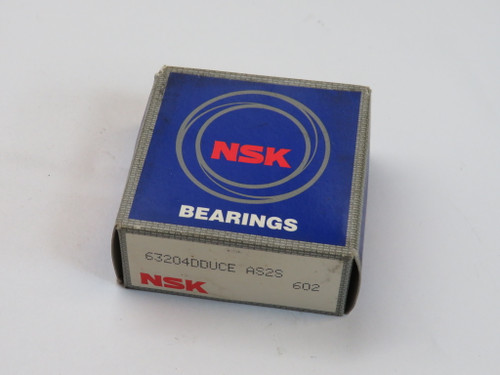 NSK
BEARINGS
63204DDUCE AS2S
NSK 602